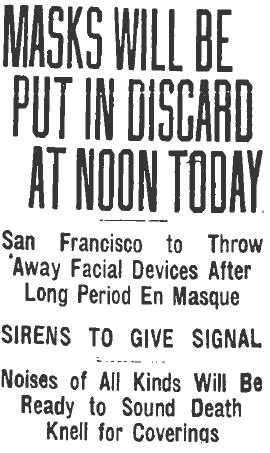 MASKS WILL BE
PUT IN DISCARD
AT NOON TODAY
San Francisco to Throw
Away Facial Devices After
Long Period En Masque
SIRENS TO GIVE SIGNAL
Noises of All Kinds Will Be
Ready to Sound Death
Knell for Coverings